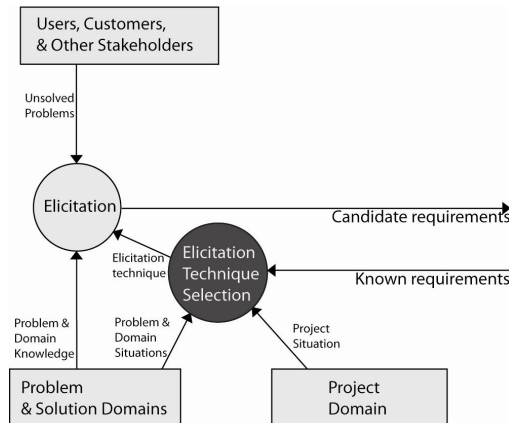 Users, Customers,
& Other Stakeholders
Unsolved
Problems
Elicitation
Candidate requirements
Elicitation
technique
Elicitation
Technique
Selection
Known requirements
Problem &
Domain
Knowledge
Problem &
Domain
Situations
Project
Situation
Problem
& Solution Domains
Project
Domain